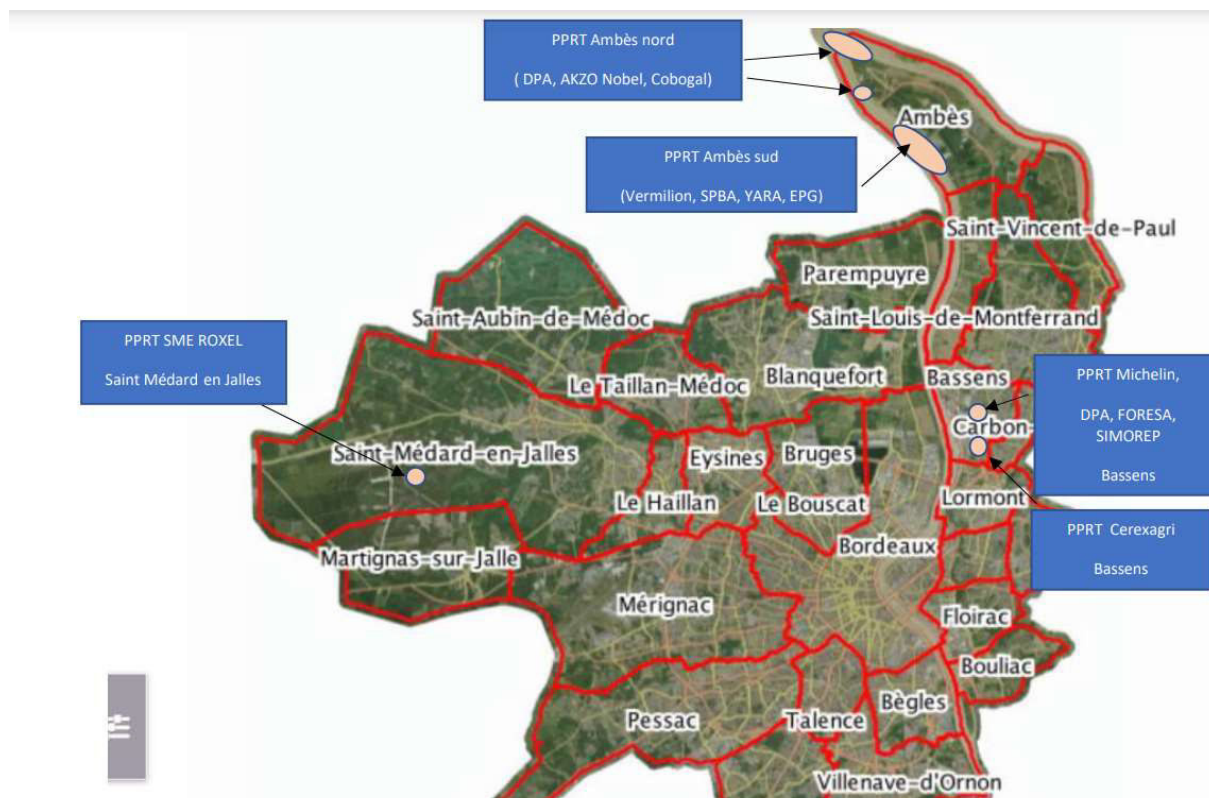 PPRT Ambès nord
( DPA, AKZO Nobel, Cobogal)
Ambès
PPRT Ambès sud
(Vermilion, SPBA, YARA, EPG)
Saint-Vincent-de-Paul
Parempuyre
Saint-Aubin-de-Médoc
Saint-Louis-de-Montferrand
PPRT SME ROXEL
Saint Médard en Jalles
Le Taillan-Médoc
Blanquefort
Bassens
PPRT Michelin,
DPA, FORESA,
SIMOREP
Bassens
Carbon-
Saint-Médard-en-Jalles
Eysines
Bruges
Le Haillan
Le Bouscat
Lormont
PPRT Cerexagri
Bassens
Martignas-sur-Jalle
Bordeaux
Mérignac
Floirac
Bouliac
Pessac
Talence
Bègles
Villenave-d'Ornon